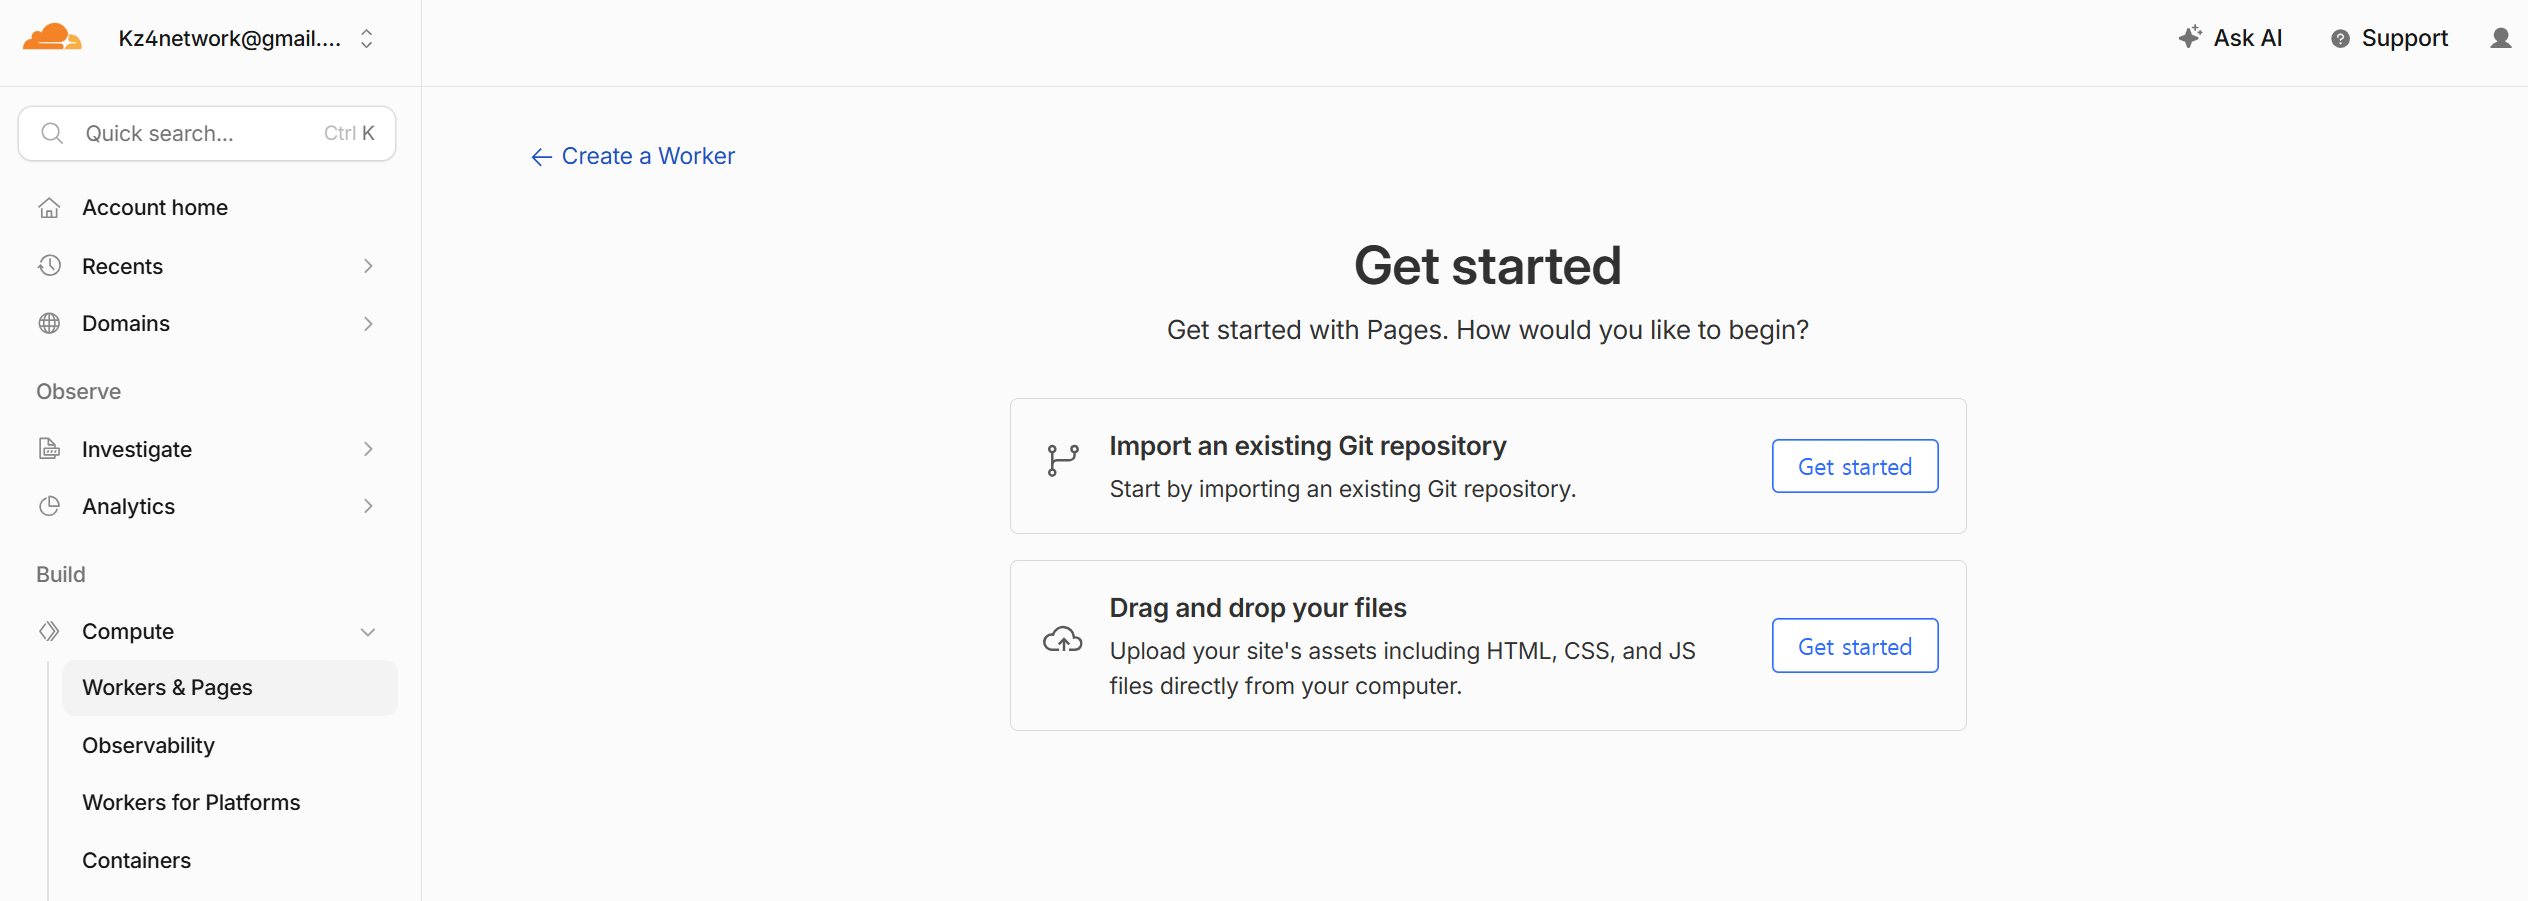 Kz4network@gmail....
Ask AI
Support
Quick search...
Ctrl K
Account home
Recents
Domains
Observe
Investigate
Analytics
Build
Compute
Workers & Pages
Observability
Workers for Platforms
Containers
Create a Worker
Get started
Get started with Pages. How would you like to begin?
Import an existing Git repository
Start by importing an existing Git repository.
Get started
Drag and drop your files
Upload your site's assets including HTML, CSS, and JS
files directly from your computer.
Get started